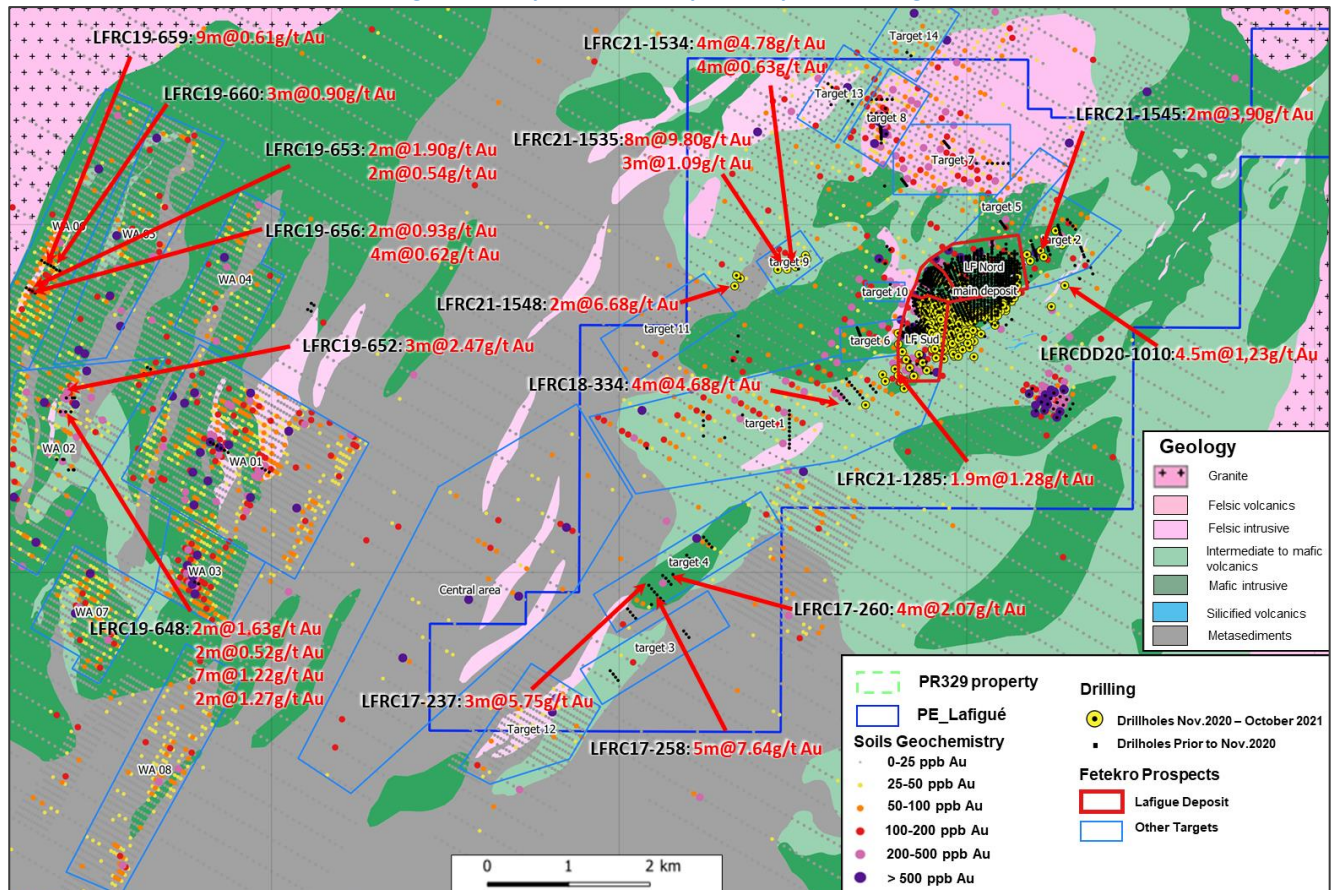 LFRC19-659: 9m@0.61g/t Au
LFRC19-660: 3m@0.90g/t Au
LFRC19-653: 2m@1.90g/t Au
2m@0.54g/t Au
LFRC19-656: 2m@0.93g/t Au
4m@0.62g/t Au
LFRC21-1534: 4m@4.78g/t Au
4m@0.63g/t Au
LFRC21-1535: 8m@9.80g/t Au
3m@1.09g/t Au
LFRC21-1545: 2m@3,90g/t Au
Target 14
Target 13
target 8
Target 7
target 5
target 2
target 9
LF Nord
main deposit
target 10
WA 05
WA 04
LFRC21-1548: 2m@6.68g/t Au
target 11
target 6
LF Sud
LFRCDD20-1010: 4.5m@1,23g/t Au
LFRC19-652: 3m@2.47g/t Au
LFRC18-334: 4m@4.68g/t Au
target 1
WA 02
WA 01
LFRC21-1285: 1.9m@1.28g/t Au
WA 03
WA 07
Central area
target 4
LFRC17-260: 4m@2.07g/t Au
LFRC19-648: 2m@1.63g/t Au
2m@0.52g/t Au
7m@1.22g/t Au
2m@1.27g/t Au
target 3
LFRC17-237: 3m@5.75g/t Au
Target 12
LFRC17-258: 5m@7.64g/t Au
WA 08
0 1 2 km
Geology
Granite
Felsic volcanics
Felsic intrusive
Intermediate to mafic
volcanics
Mafic intrusive
Silicified volcanics
Metasediments
PR329 property
PE_Lafigué
Soils Geochemistry
0-25 ppb Au
25-50 ppb Au
50-100 ppb Au
100-200 ppb Au
200-500 ppb Au
> 500 ppb Au
Drilling
Drillholes Nov.2020 – October 2021
Drilholes Prior to Nov.2020
Fetekro Prospects
Lafigue Deposit
Other Targets